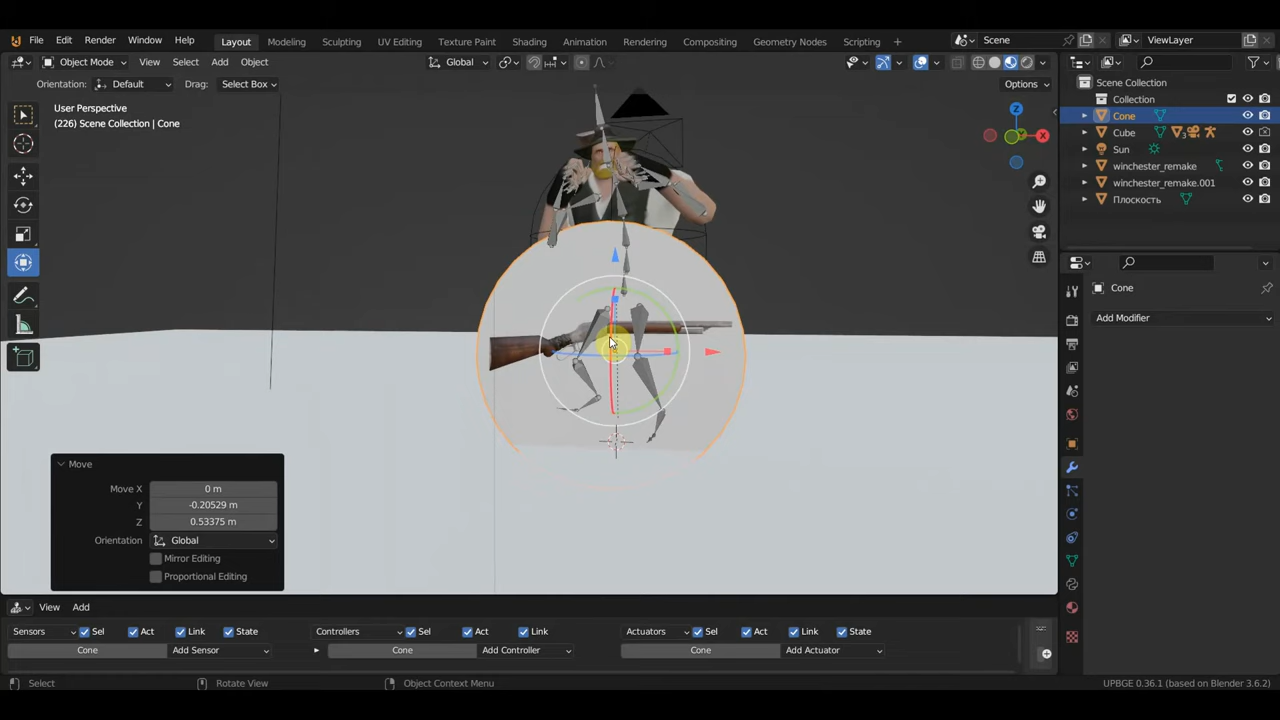 File Edit Render Window Help Layout Modeling Sculpting UV Editing Texture Paint Shading Animation Rendering Compositing Geometry Nodes Scripting + Scene ViewLayer
Object Mode View Select Add Object Global
Orientation: Default Drag: Select Box Options
User Perspective
(226) Scene Collection | Cone
Z
X
Scene Collection
Collection
Cone
Cube 3
Sun
winchester_remake
winchester_remake.001
Плоскость
Cone
Add Modifier
Move
Move X 0 m
Y -0.20529 m
Z 0.53375 m
Orientation Global
Mirror Editing
Proportional Editing
View Add
Sensors Sel Act Link State Controllers Sel Act Link Actuators Sel Act Link State
Cone Add Sensor Cone Add Controller Cone Add Actuator
Select Rotate View Object Context Menu UPBGE 0.36.1 (based on Blender 3.6.2)